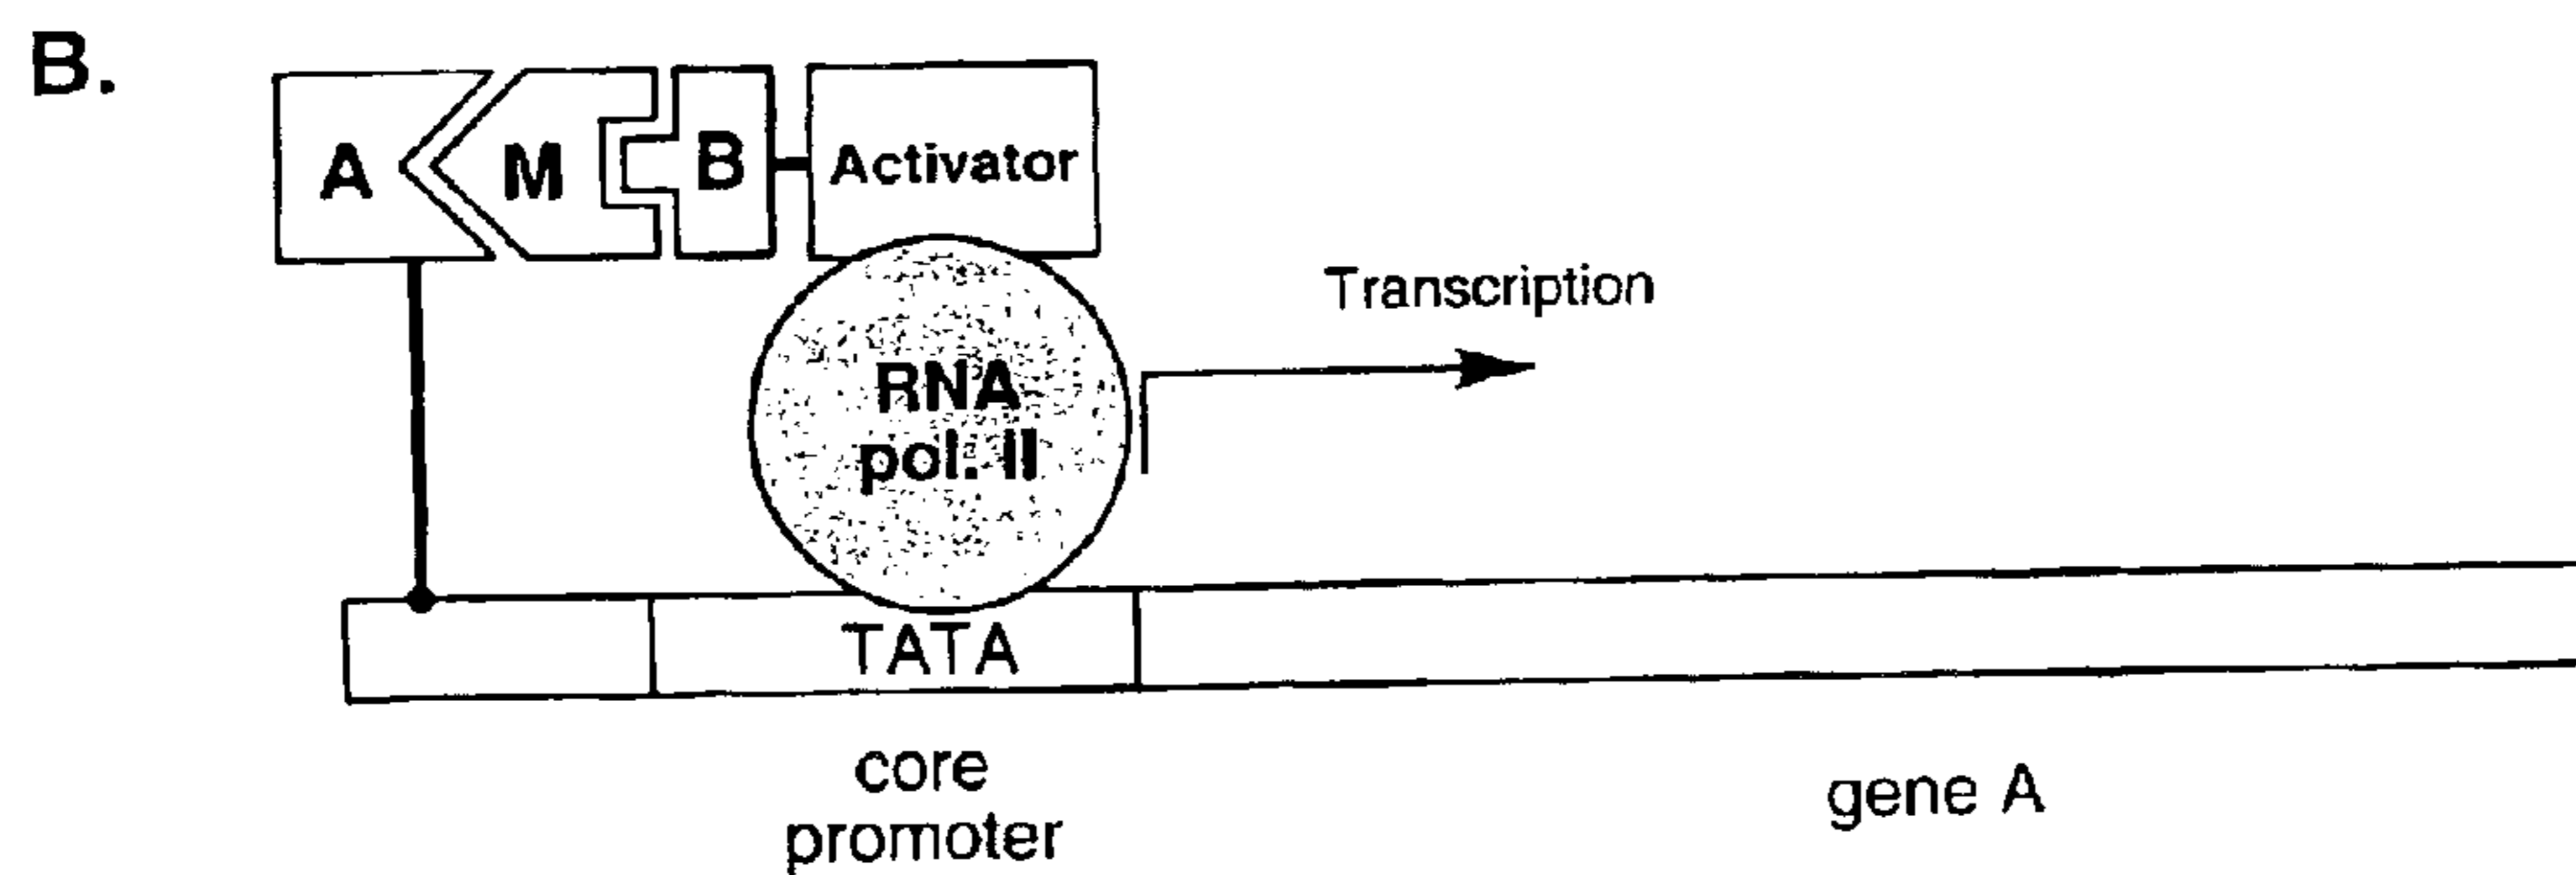 B.
A M B Activator
Transcription
RNA
pol. II
TATA
core
promoter
gene A